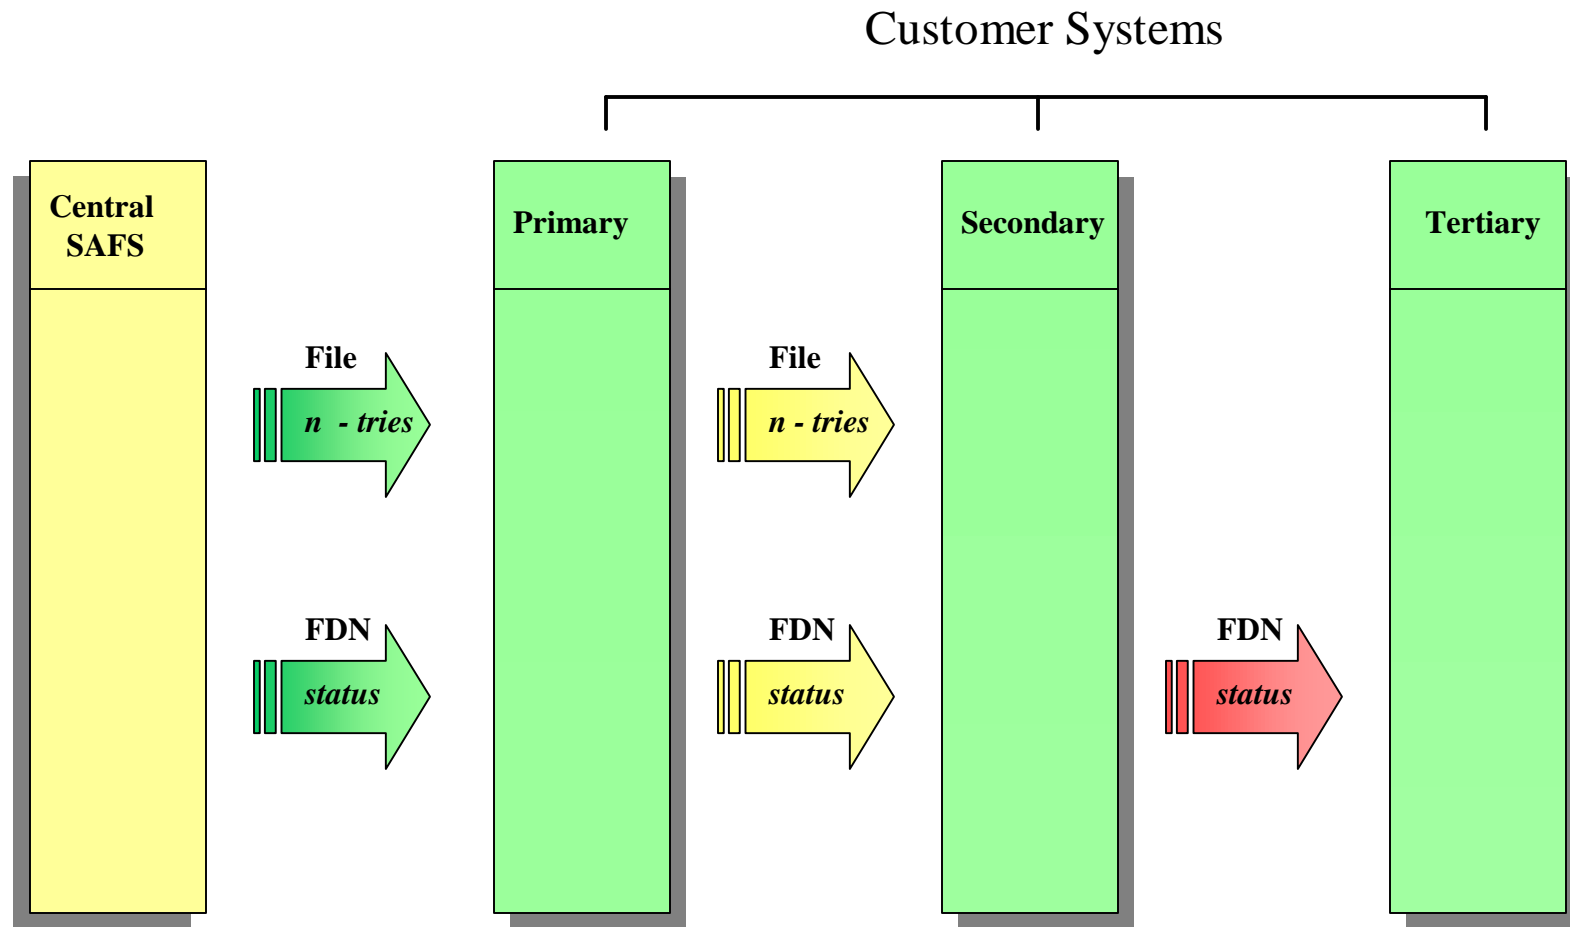 Customer Systems
Central
SAFS
Primary
Secondary
Tertiary
File
n - tries
File
n - tries
FDN
status
FDN
status
FDN
status